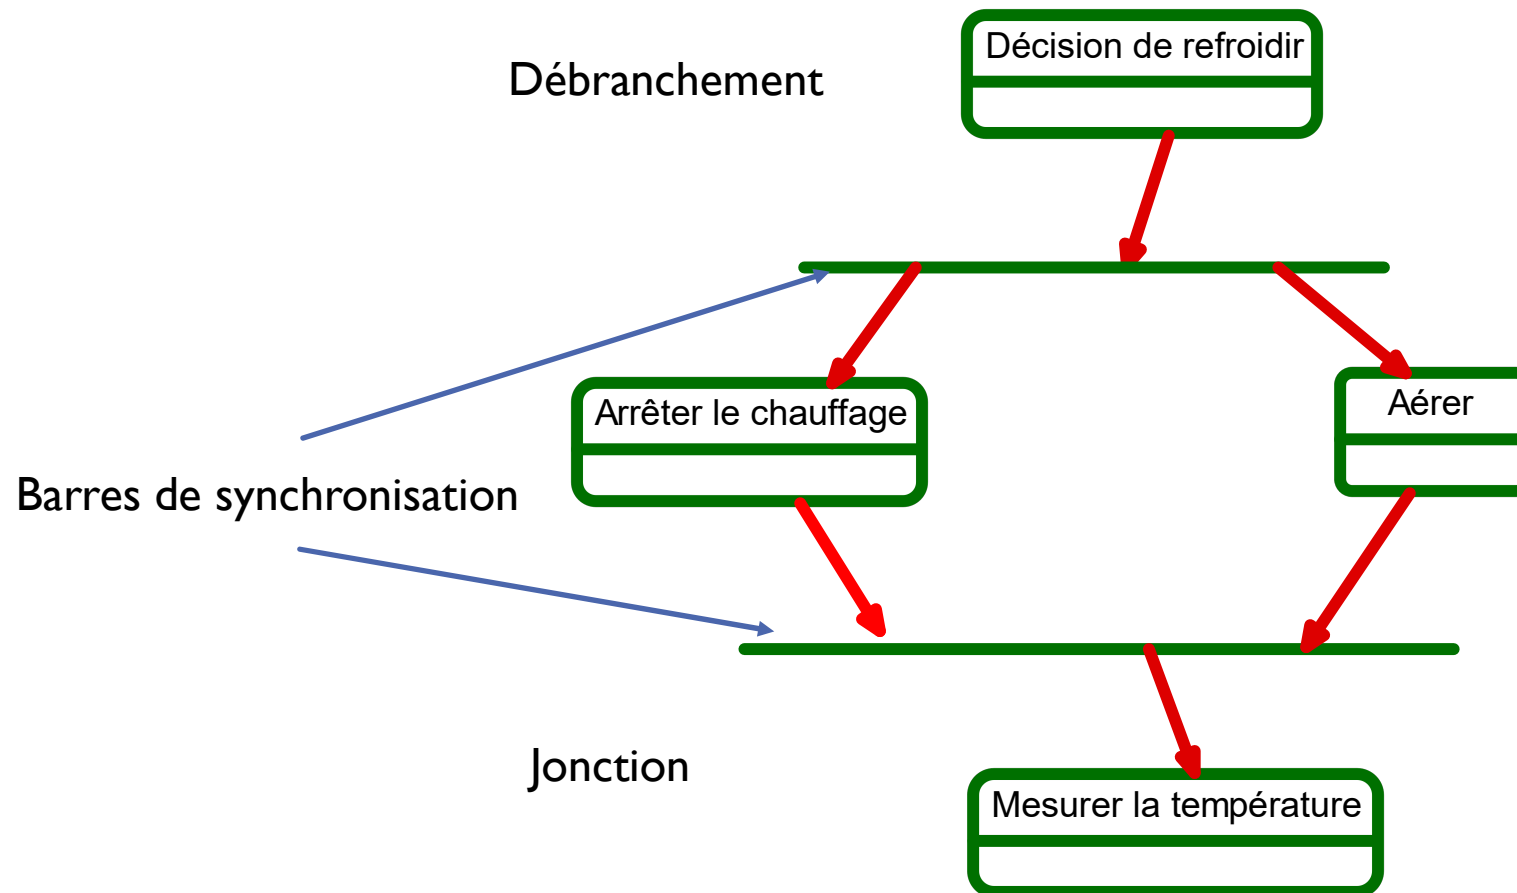 Décision de refroidir
Débranchement
Arrêter le chauffage
Aérer
Barres de synchronisation
Jonction
Mesurer la température